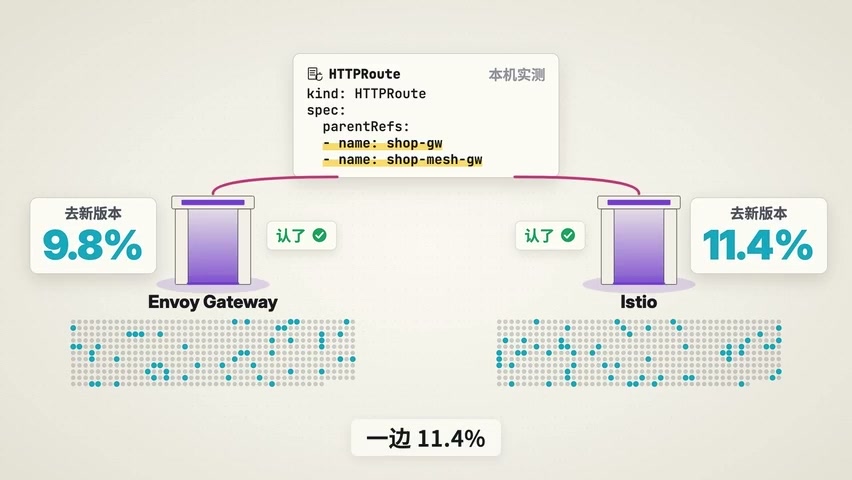 HTTPRoute
本机实测
kind: HTTPRoute
spec:
parentRefs:
- name: shop-gw
- name: shop-mesh-gw
去新版本
9.8%
认了
认了
去新版本
11.4%
Envoy Gateway
Istio
一边 11.4%